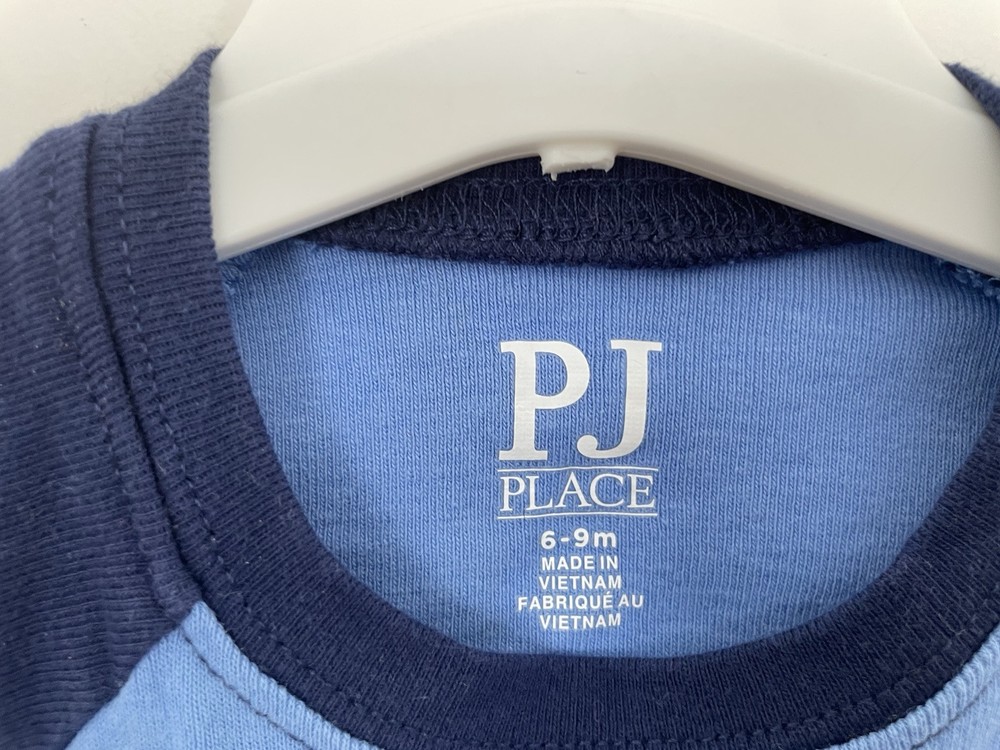 PJ
PLACE
6-9m
MADE IN
VIETNAM
FABRIQUÉ AU
VIETNAM